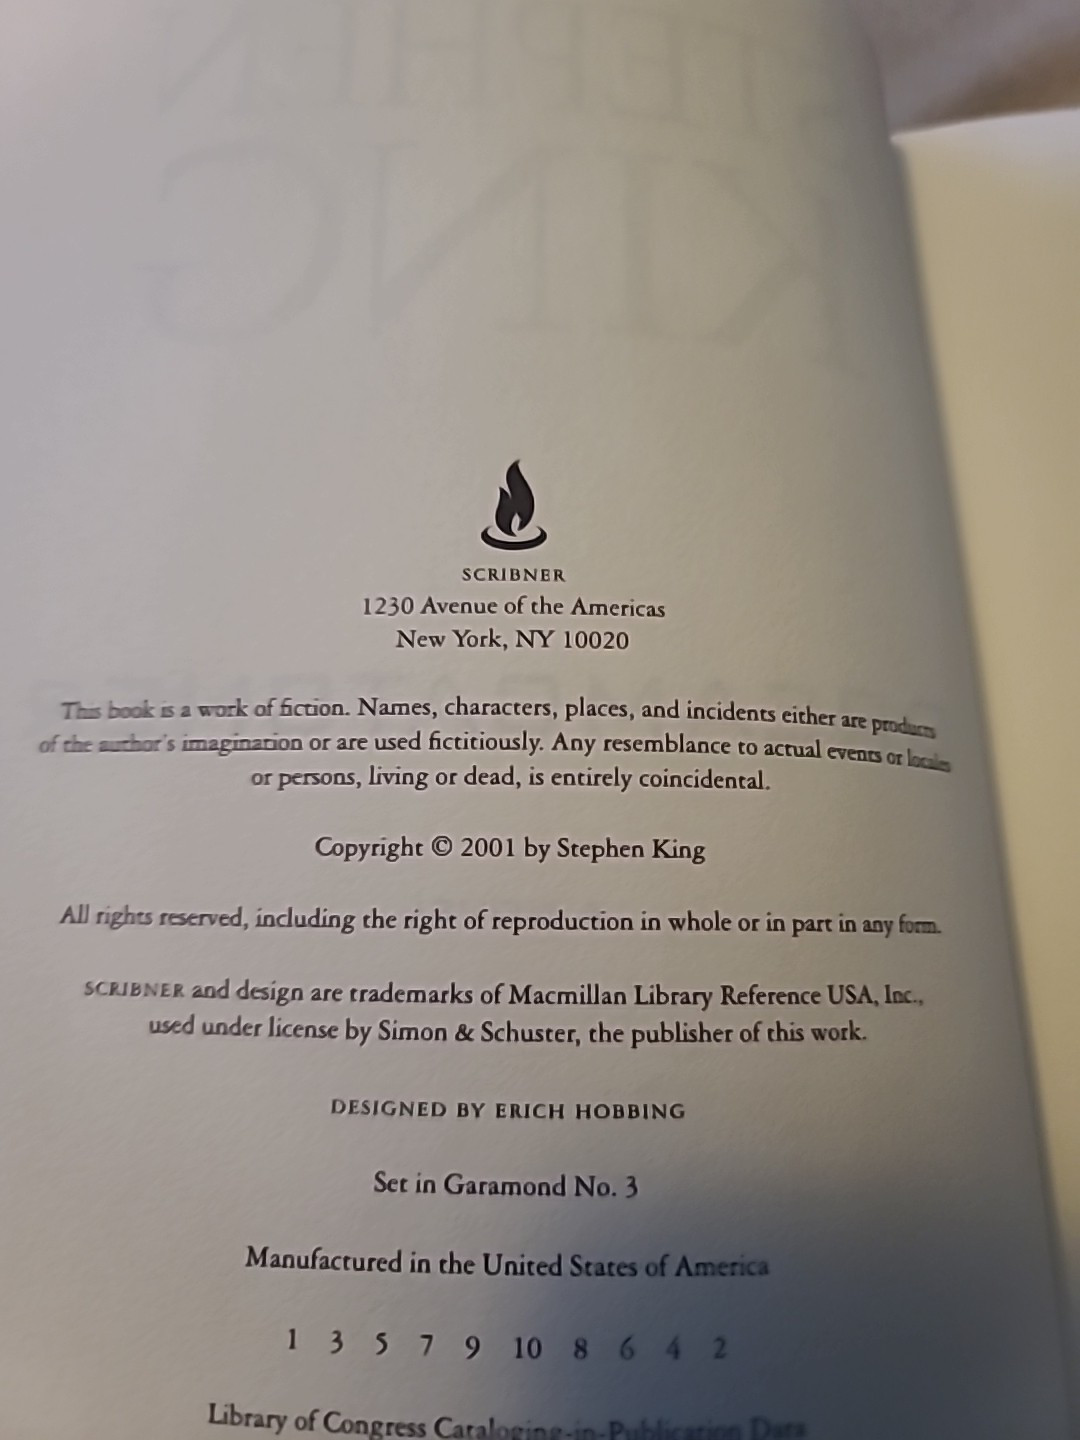 STEPHEN
KING
SCRIBNER
1230 Avenue of the Americas
New York, NY 10020
This book is a work of fiction. Names, characters, places, and incidents either are products
of the author's imagination or are used fictitiously. Any resemblance to actual events or locales
or persons, living or dead, is entirely coincidental.
Copyright © 2001 by Stephen King
All rights reserved, including the right of reproduction in whole or in part in any form.
SCRIBNER and design are trademarks of Macmillan Library Reference USA, Inc.,
used under license by Simon & Schuster, the publisher of this work.
DESIGNED BY ERICH HOBBING
Set in Garamond No. 3
Manufactured in the United States of America
1 3 5 7 9 10 8 6 4 2
Library of Congress Cataloging-in-Publication Data